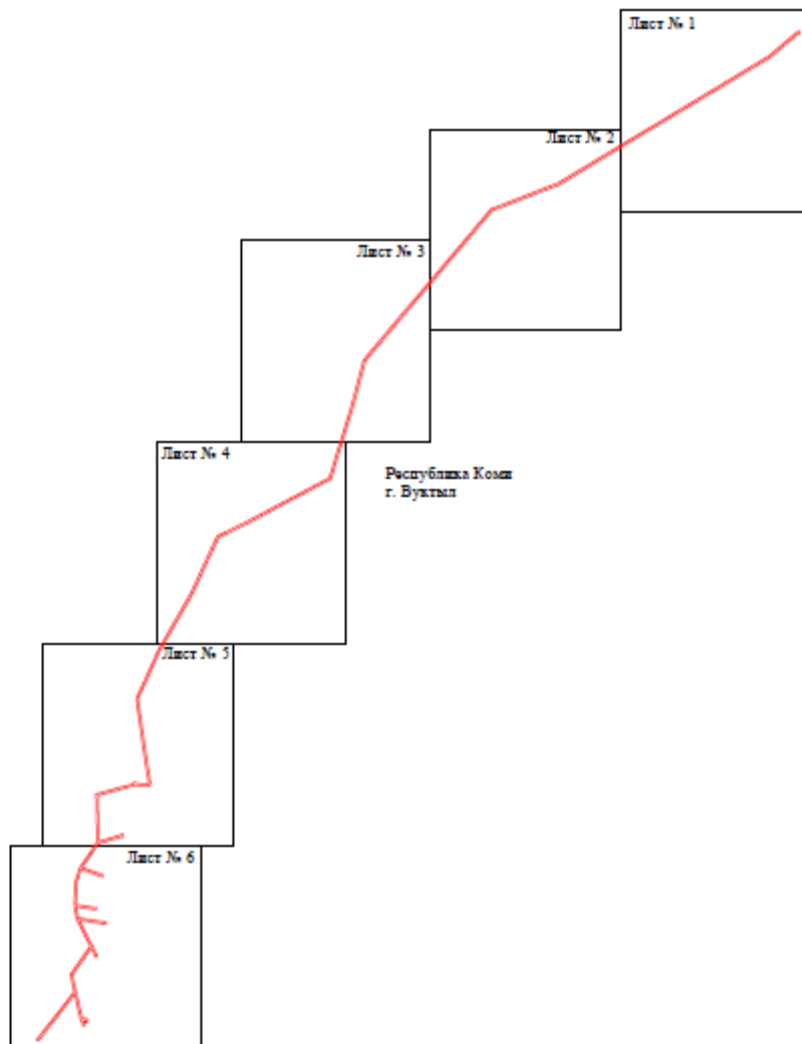 Лист № 1
Лист № 2
Лист № 3
Лист № 4
Республика Коми
г. Вуктыл
Лист № 5
Лист № 6